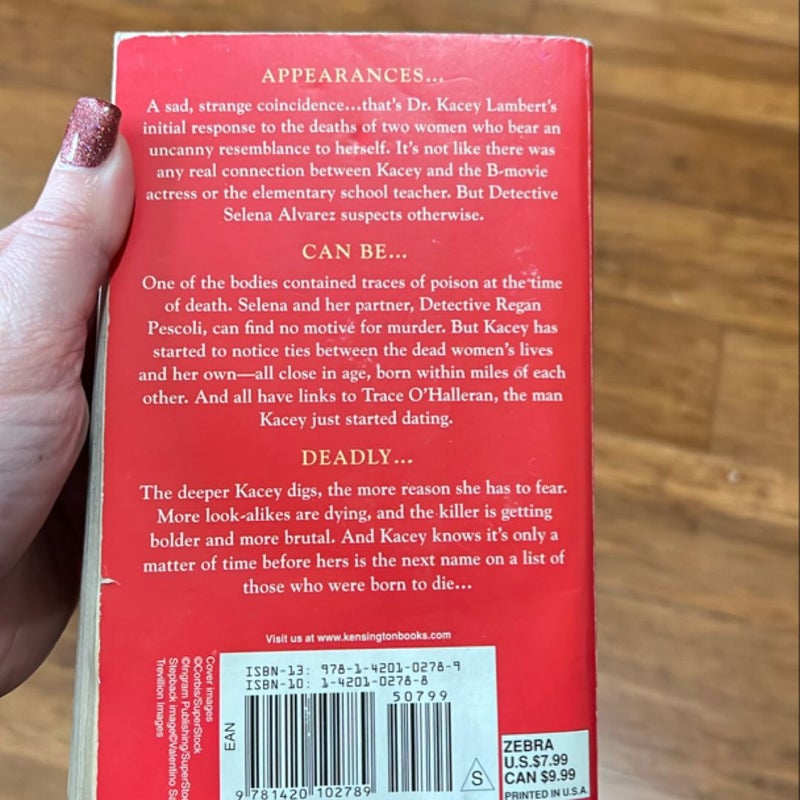 APPEARANCES...
A sad, strange coincidence...that's Dr. Kacey Lambert's
initial response to the deaths of two women who bear an
uncanny resemblance to herself. It's not like there was
any real connection between Kacey and the B-movie
actress or the elementary school teacher. But Detective
Selena Alvarez suspects otherwise.
CAN BE...
One of the bodies contained traces of poison at the time
of death. Selena and her partner, Detective Regan
Pescoli, can find no motive for murder. But Kacey has
started to notice ties between the dead women's lives
and her own—all close in age, born within miles of each
other. And all have links to Trace O'Halleran, the man
Kacey just started dating.
DEADLY...
The deeper Kacey digs, the more reason she has to fear.
More look-alikes are dying, and the killer is getting
bolder and more brutal. And Kacey knows it's only a
matter of time before hers is the next name on a list of
those who were born to die...
Visit us at www.kensingtonbooks.com
Cover images
©Corbis/SuperStock
©Ingram Publishing/SuperStock
Stepback image©Valentino
Trevillion Images
ISBN-13: 978-1-4201-0278-9
ISBN-10: 1-4201-0278-8
50799
EAN
9 781420 102789
S
ZEBRA
U.S.$7.99
CAN $9.99
PRINTED IN U.S.A.